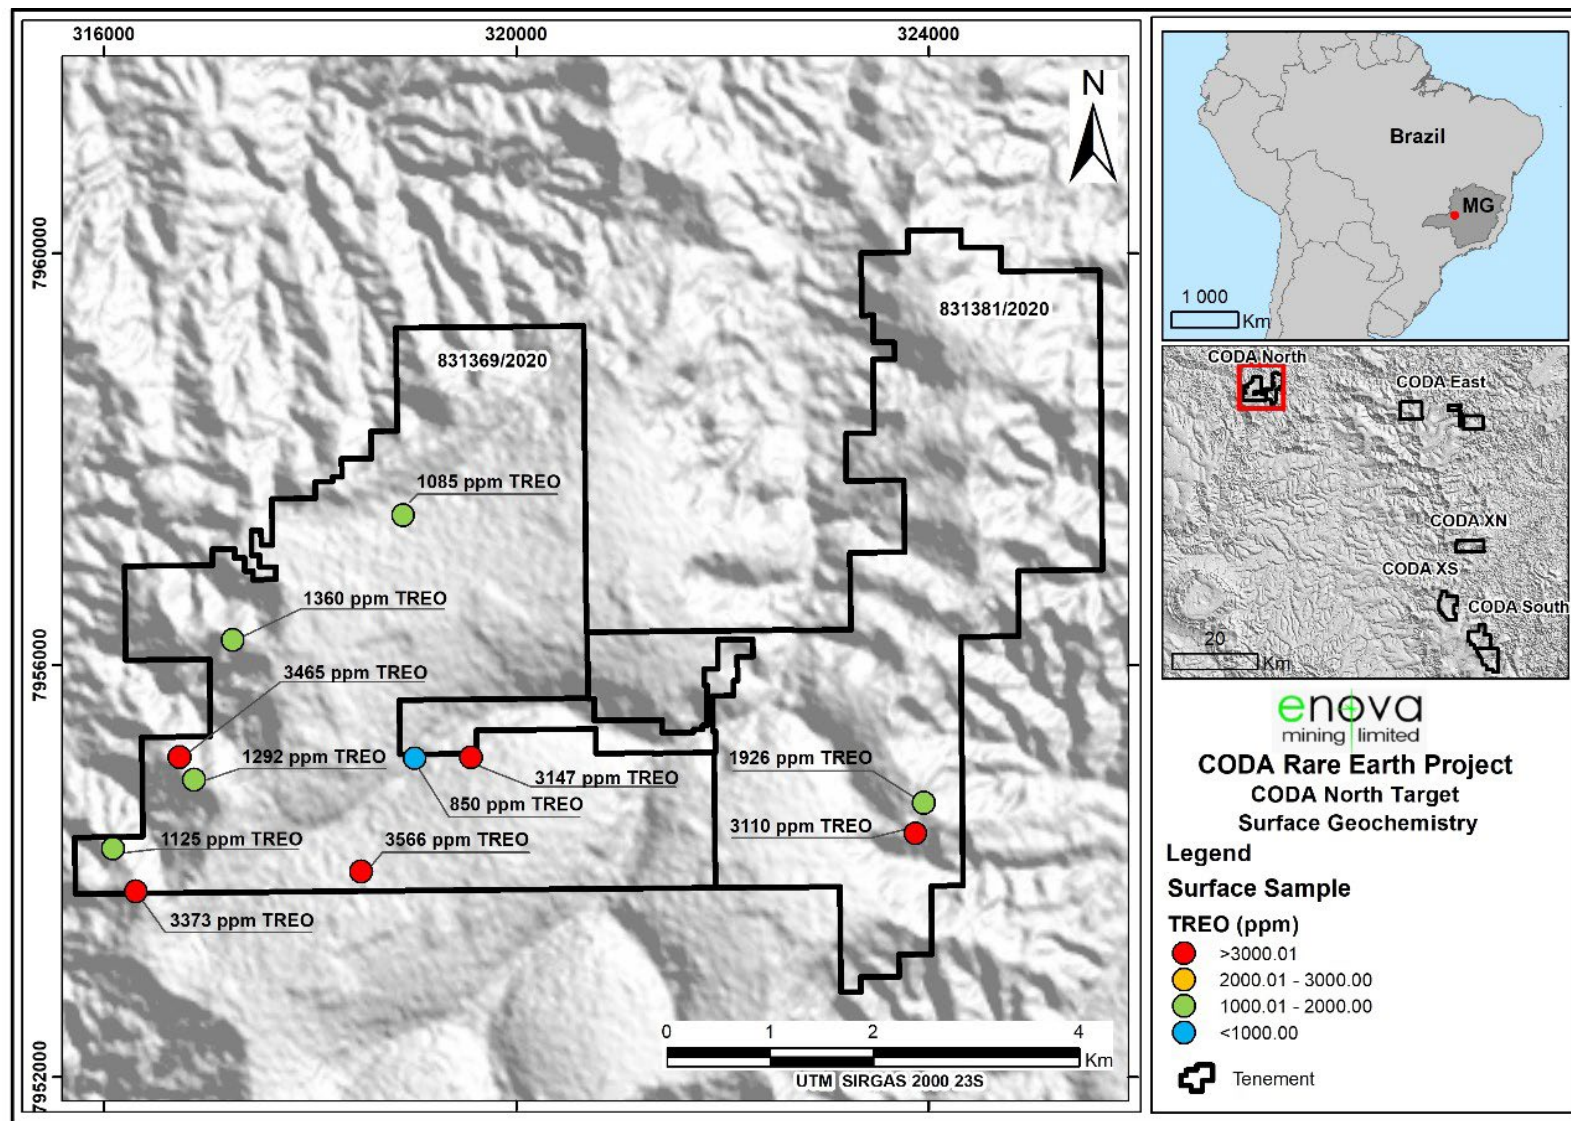 316000
320000
324000
7960000
7956000
7952000
N
831381/2020
831369/2020
1085 ppm TREO
1360 ppm TREO
3465 ppm TREO
1292 ppm TREO
1926 ppm TREO
3147 ppm TREO
850 ppm TREO
3110 ppm TREO
1125 ppm TREO
3566 ppm TREO
3373 ppm TREO
0 1 2 4
Km
UTM SIRGAS 2000 23S
Brazil
MG
1 000
Km
CODA North
CODA East
CODA XN
CODA XS
CODA South
20
Km
enova
mining limited
CODA Rare Earth Project
CODA North Target
Surface Geochemistry
Legend
Surface Sample
TREO (ppm)
>3000.01
2000.01 - 3000.00
1000.01 - 2000.00
<1000.00
Tenement